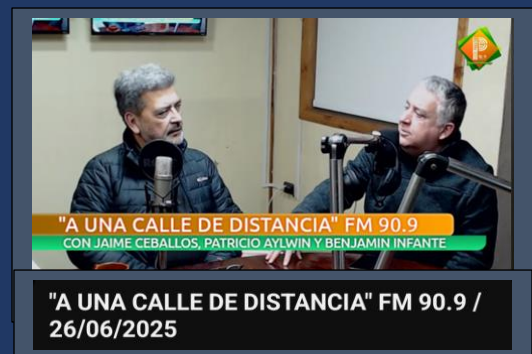 "A UNA CALLE DE DISTANCIA" FM 90.9
CON JAIME CEBALLOS, PATRICIO AYLWIN Y BENJAMIN INFANTE
"A UNA CALLE DE DISTANCIA" FM 90.9 /
26/06/2025